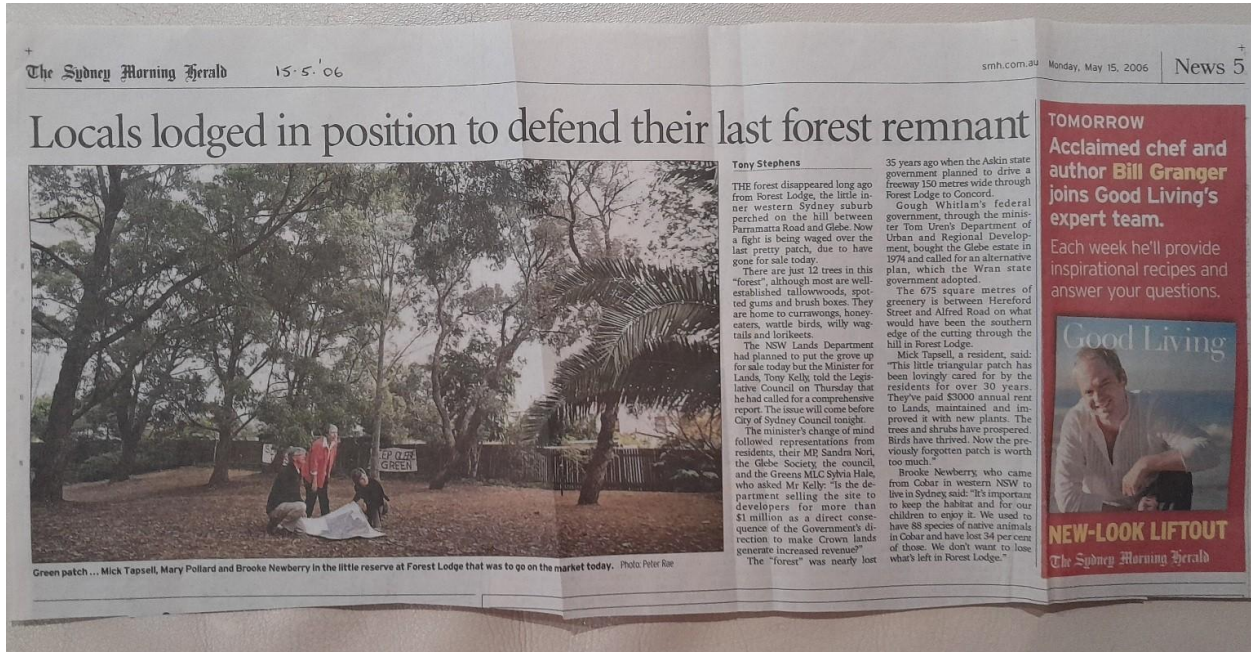 The Sydney Morning Herald
15.5.'06
smh.com.au Monday, May 15, 2006
News 5
Locals lodged in position to defend their last forest remnant
GREEN
Green patch ... Mick Tapsell, Mary Pollard and Brooke Newberry in the little reserve at Forest Lodge that was to go on the market today. Photo: Peter Rae
Tony Stephens
THE forest disappeared long ago
from Forest Lodge, the little in-
ner western Sydney suburb
perched on the hill between
Parramatta Road and Glebe. Now
a fight is being waged over the
last pretty patch, due to have
gone for sale today.
There are just 12 trees in this
"forest", although most are well-
established tallowwoods, spot-
ted gums and brush boxes. They
are home to currawongs, honey-
eaters, wattle birds, willy wag-
tails and lorikeets.
The NSW Lands Department
had planned to put the grove up
for sale today but the Minister for
Lands, Tony Kelly, told the Legis-
lative Council on Thursday that
he had called for a comprehensive
report. The issue will come before
City of Sydney Council tonight.
The minister's change of mind
followed representations from
residents, their MP, Sandra Nori,
the Glebe Society, the council,
and the Greens MLC Sylvia Hale,
who asked Mr Kelly: "Is the de-
partment selling the site to
developers for more than
$1 million as a direct conse-
quence of the Government's di-
rection to make Crown lands
generate increased revenue?"
The "forest" was nearly lost
35 years ago when the Askin state
government planned to drive a
freeway 150 metres wide through
Forest Lodge to Concord.
Gough Whitlam's federal
government, through the minis-
ter Tom Uren's Department of
Urban and Regional Develop-
ment, bought the Glebe estate in
1974 and called for an alternative
plan, which the Wran state
government adopted.
The 675 square metres of
greenery is between Hereford
Street and Alfred Road on what
would have been the southern
edge of the cutting through the
hill in Forest Lodge.
Mick Tapsell, a resident, said:
"This little triangular patch has
been lovingly cared for by the
residents for over 30 years.
They've paid $3000 annual rent
to Lands, maintained and im-
proved it with new plants. The
trees and shrubs have prospered.
Birds have thrived. Now the pre-
viously forgotten patch is worth
too much."
Brooke Newberry, who came
from Cobar in western NSW to
live in Sydney, said: "It's important
to keep the habitat and for our
children to enjoy it. We used to
have 88 species of native animals
in Cobar and have lost 34 per cent
of those. We don't want to lose
what's left in Forest Lodge."
TOMORROW
Acclaimed chef and
author Bill Granger
joins Good Living's
expert team.
Each week he'll provide
inspirational recipes and
answer your questions.
Good Living
NEW-LOOK LIFTOUT
The Sydney Morning Herald